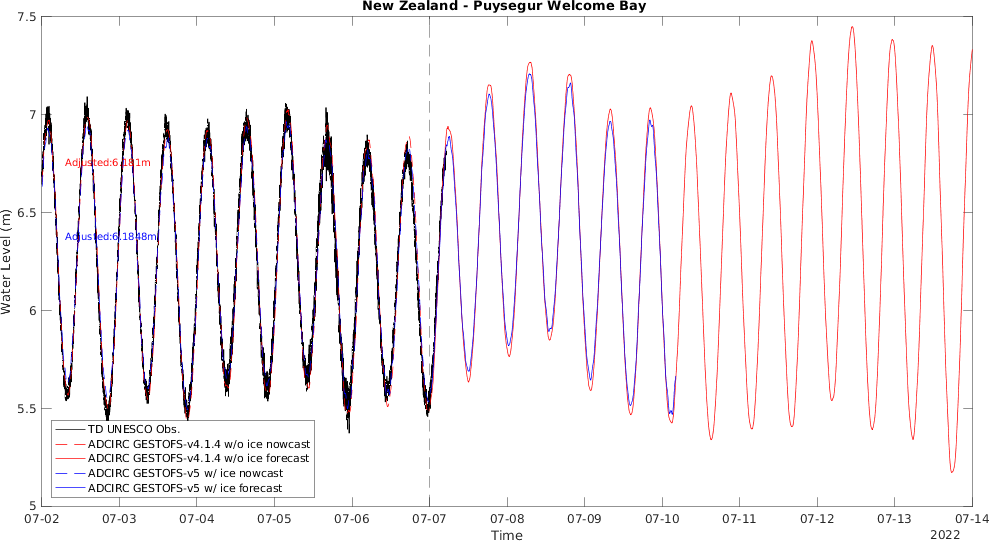 New Zealand - Puysegur Welcome Bay
7.5
7
6.5
6
5.5
5
Water Level (m)
Adjusted:6.181m
Adjusted:6.1848m
TD UNESCO Obs.
ADCIRC GESTOFS-v4.1.4 w/o ice nowcast
ADCIRC GESTOFS-v4.1.4 w/o ice forecast
ADCIRC GESTOFS-v5 w/ ice nowcast
ADCIRC GESTOFS-v5 w/ ice forecast
07-02 07-03 07-04 07-05 07-06 07-07 07-08 07-09 07-10 07-11 07-12 07-13 07-14
Time
2022